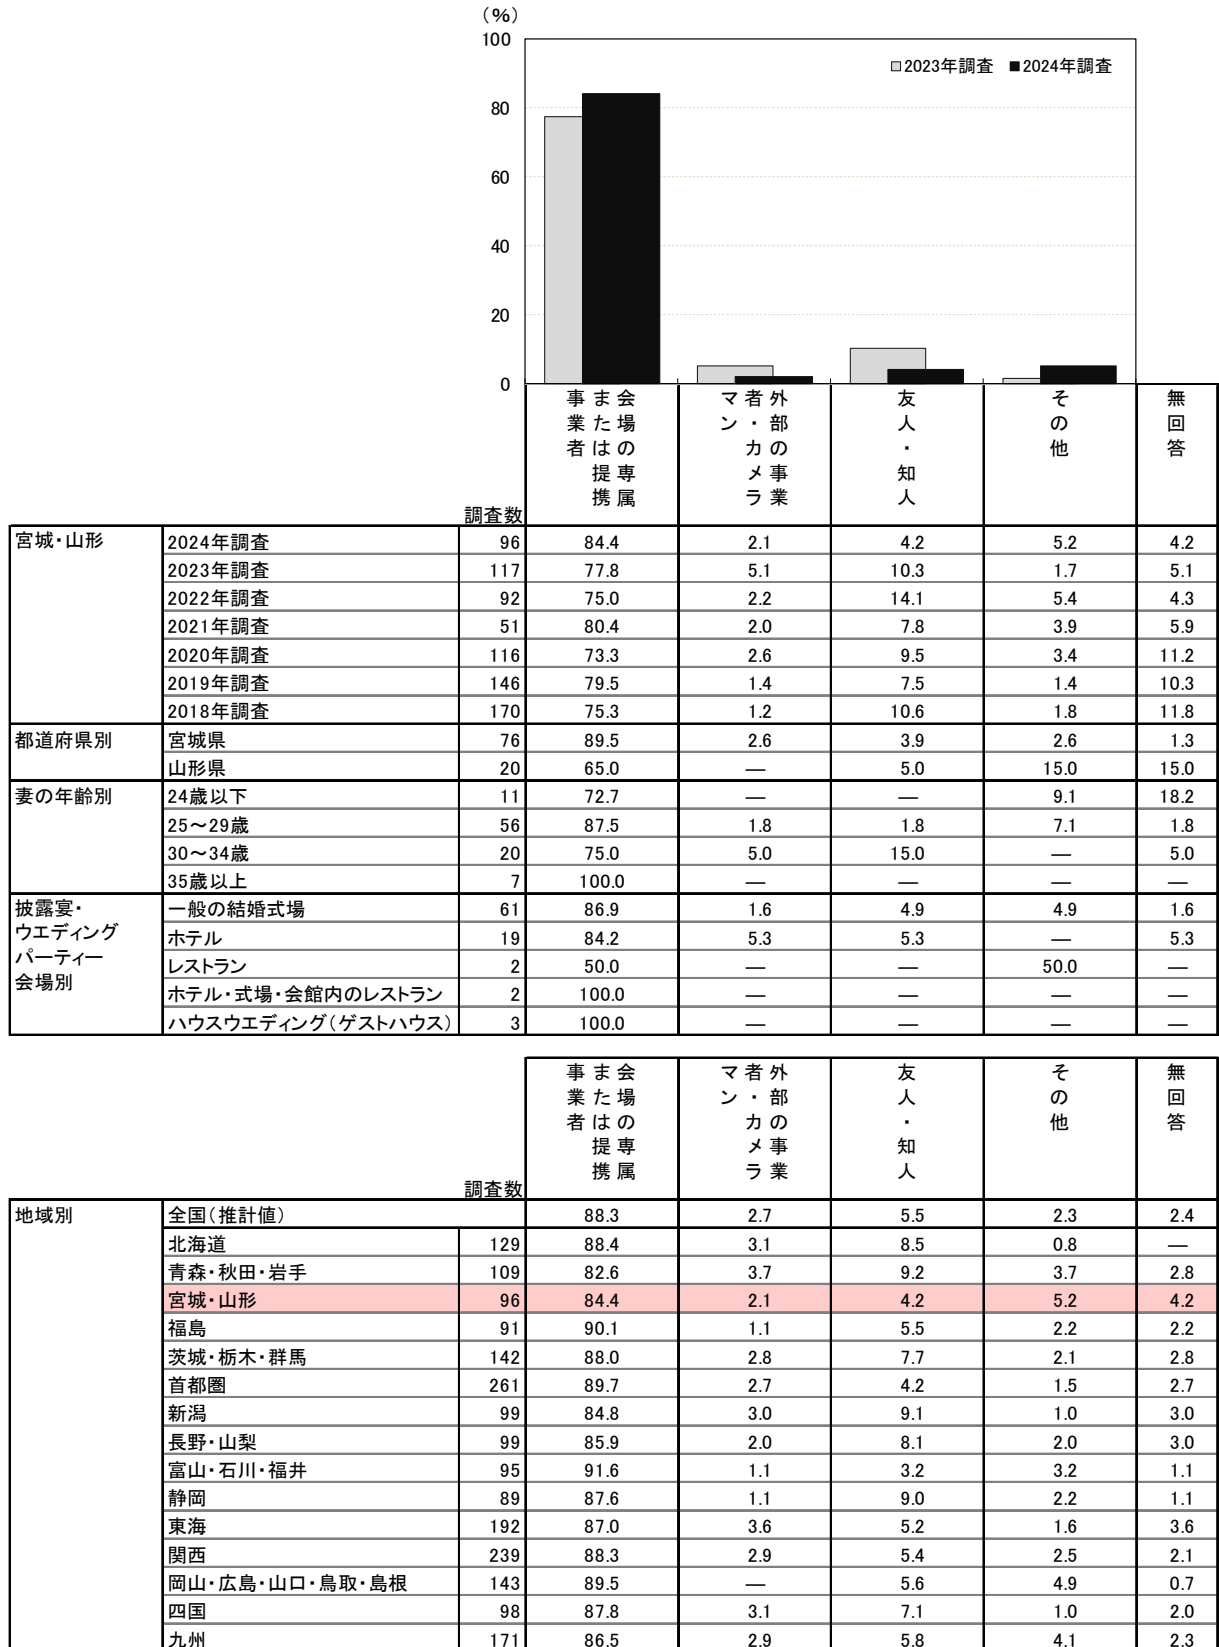 （％）
100
□2023年調査 ■2024年調査
80
60
40
20
0
調査数 会場の専属または提携事業者 外部の事業者・カメラマン 友人・知人 その他 無回答
宮城・山形 2024年調査 96 84.4 2.1 4.2 5.2 4.2
2023年調査 117 77.8 5.1 10.3 1.7 5.1
2022年調査 92 75.0 2.2 14.1 5.4 4.3
2021年調査 51 80.4 2.0 7.8 3.9 5.9
2020年調査 116 73.3 2.6 9.5 3.4 11.2
2019年調査 146 79.5 1.4 7.5 1.4 10.3
2018年調査 170 75.3 1.2 10.6 1.8 11.8
都道府県別 宮城県 76 89.5 2.6 3.9 2.6 1.3
山形県 20 65.0 ― 5.0 15.0 15.0
妻の年齢別 24歳以下 11 72.7 ― ― 9.1 18.2
25～29歳 56 87.5 1.8 1.8 7.1 1.8
30～34歳 20 75.0 5.0 15.0 ― 5.0
35歳以上 7 100.0 ― ― ― ―
披露宴・ウエディングパーティー会場別 一般の結婚式場 61 86.9 1.6 4.9 4.9 1.6
ホテル 19 84.2 5.3 5.3 ― 5.3
レストラン 2 50.0 ― ― 50.0 ―
ホテル・式場・会館内のレストラン 2 100.0 ― ― ― ―
ハウスウエディング（ゲストハウス） 3 100.0 ― ― ― ―
調査数 会場の専属または提携事業者 外部の事業者・カメラマン 友人・知人 その他 無回答
地域別 全国（推計値） 88.3 2.7 5.5 2.3 2.4
北海道 129 88.4 3.1 8.5 0.8 ―
青森・秋田・岩手 109 82.6 3.7 9.2 3.7 2.8
宮城・山形 96 84.4 2.1 4.2 5.2 4.2
福島 91 90.1 1.1 5.5 2.2 2.2
茨城・栃木・群馬 142 88.0 2.8 7.7 2.1 2.8
首都圏 261 89.7 2.7 4.2 1.5 2.7
新潟 99 84.8 3.0 9.1 1.0 3.0
長野・山梨 99 85.9 2.0 8.1 2.0 3.0
富山・石川・福井 95 91.6 1.1 3.2 3.2 1.1
静岡 89 87.6 1.1 9.0 2.2 1.1
東海 192 87.0 3.6 5.2 1.6 3.6
関西 239 88.3 2.9 5.4 2.5 2.1
岡山・広島・山口・鳥取・島根 143 89.5 ― 5.6 4.9 0.7
四国 98 87.8 3.1 7.1 1.0 2.0
九州 171 86.5 2.9 5.8 4.1 2.3